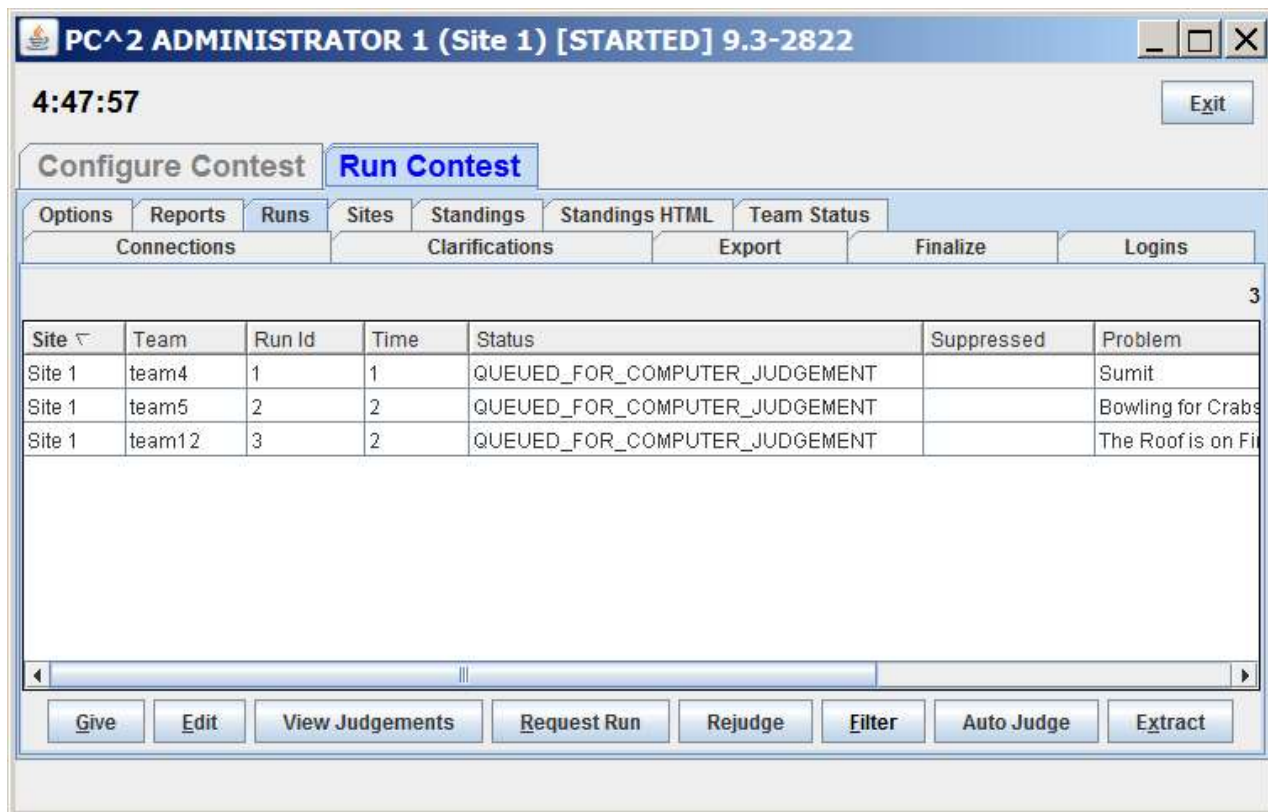 PC^2 ADMINISTRATOR 1 (Site 1) [STARTED] 9.3-2822
4:47:57 Exit
Configure Contest Run Contest
Options Reports Runs Sites Standings Standings HTML Team Status
Connections Clarifications Export Finalize Logins
3
Site Team Run Id Time Status Suppressed Problem
Site 1 team4 1 1 QUEUED_FOR_COMPUTER_JUDGEMENT Sumit
Site 1 team5 2 2 QUEUED_FOR_COMPUTER_JUDGEMENT Bowling for Crabs
Site 1 team12 3 2 QUEUED_FOR_COMPUTER_JUDGEMENT The Roof is on Fi
Give Edit View Judgements Request Run Rejudge Filter Auto Judge Extract